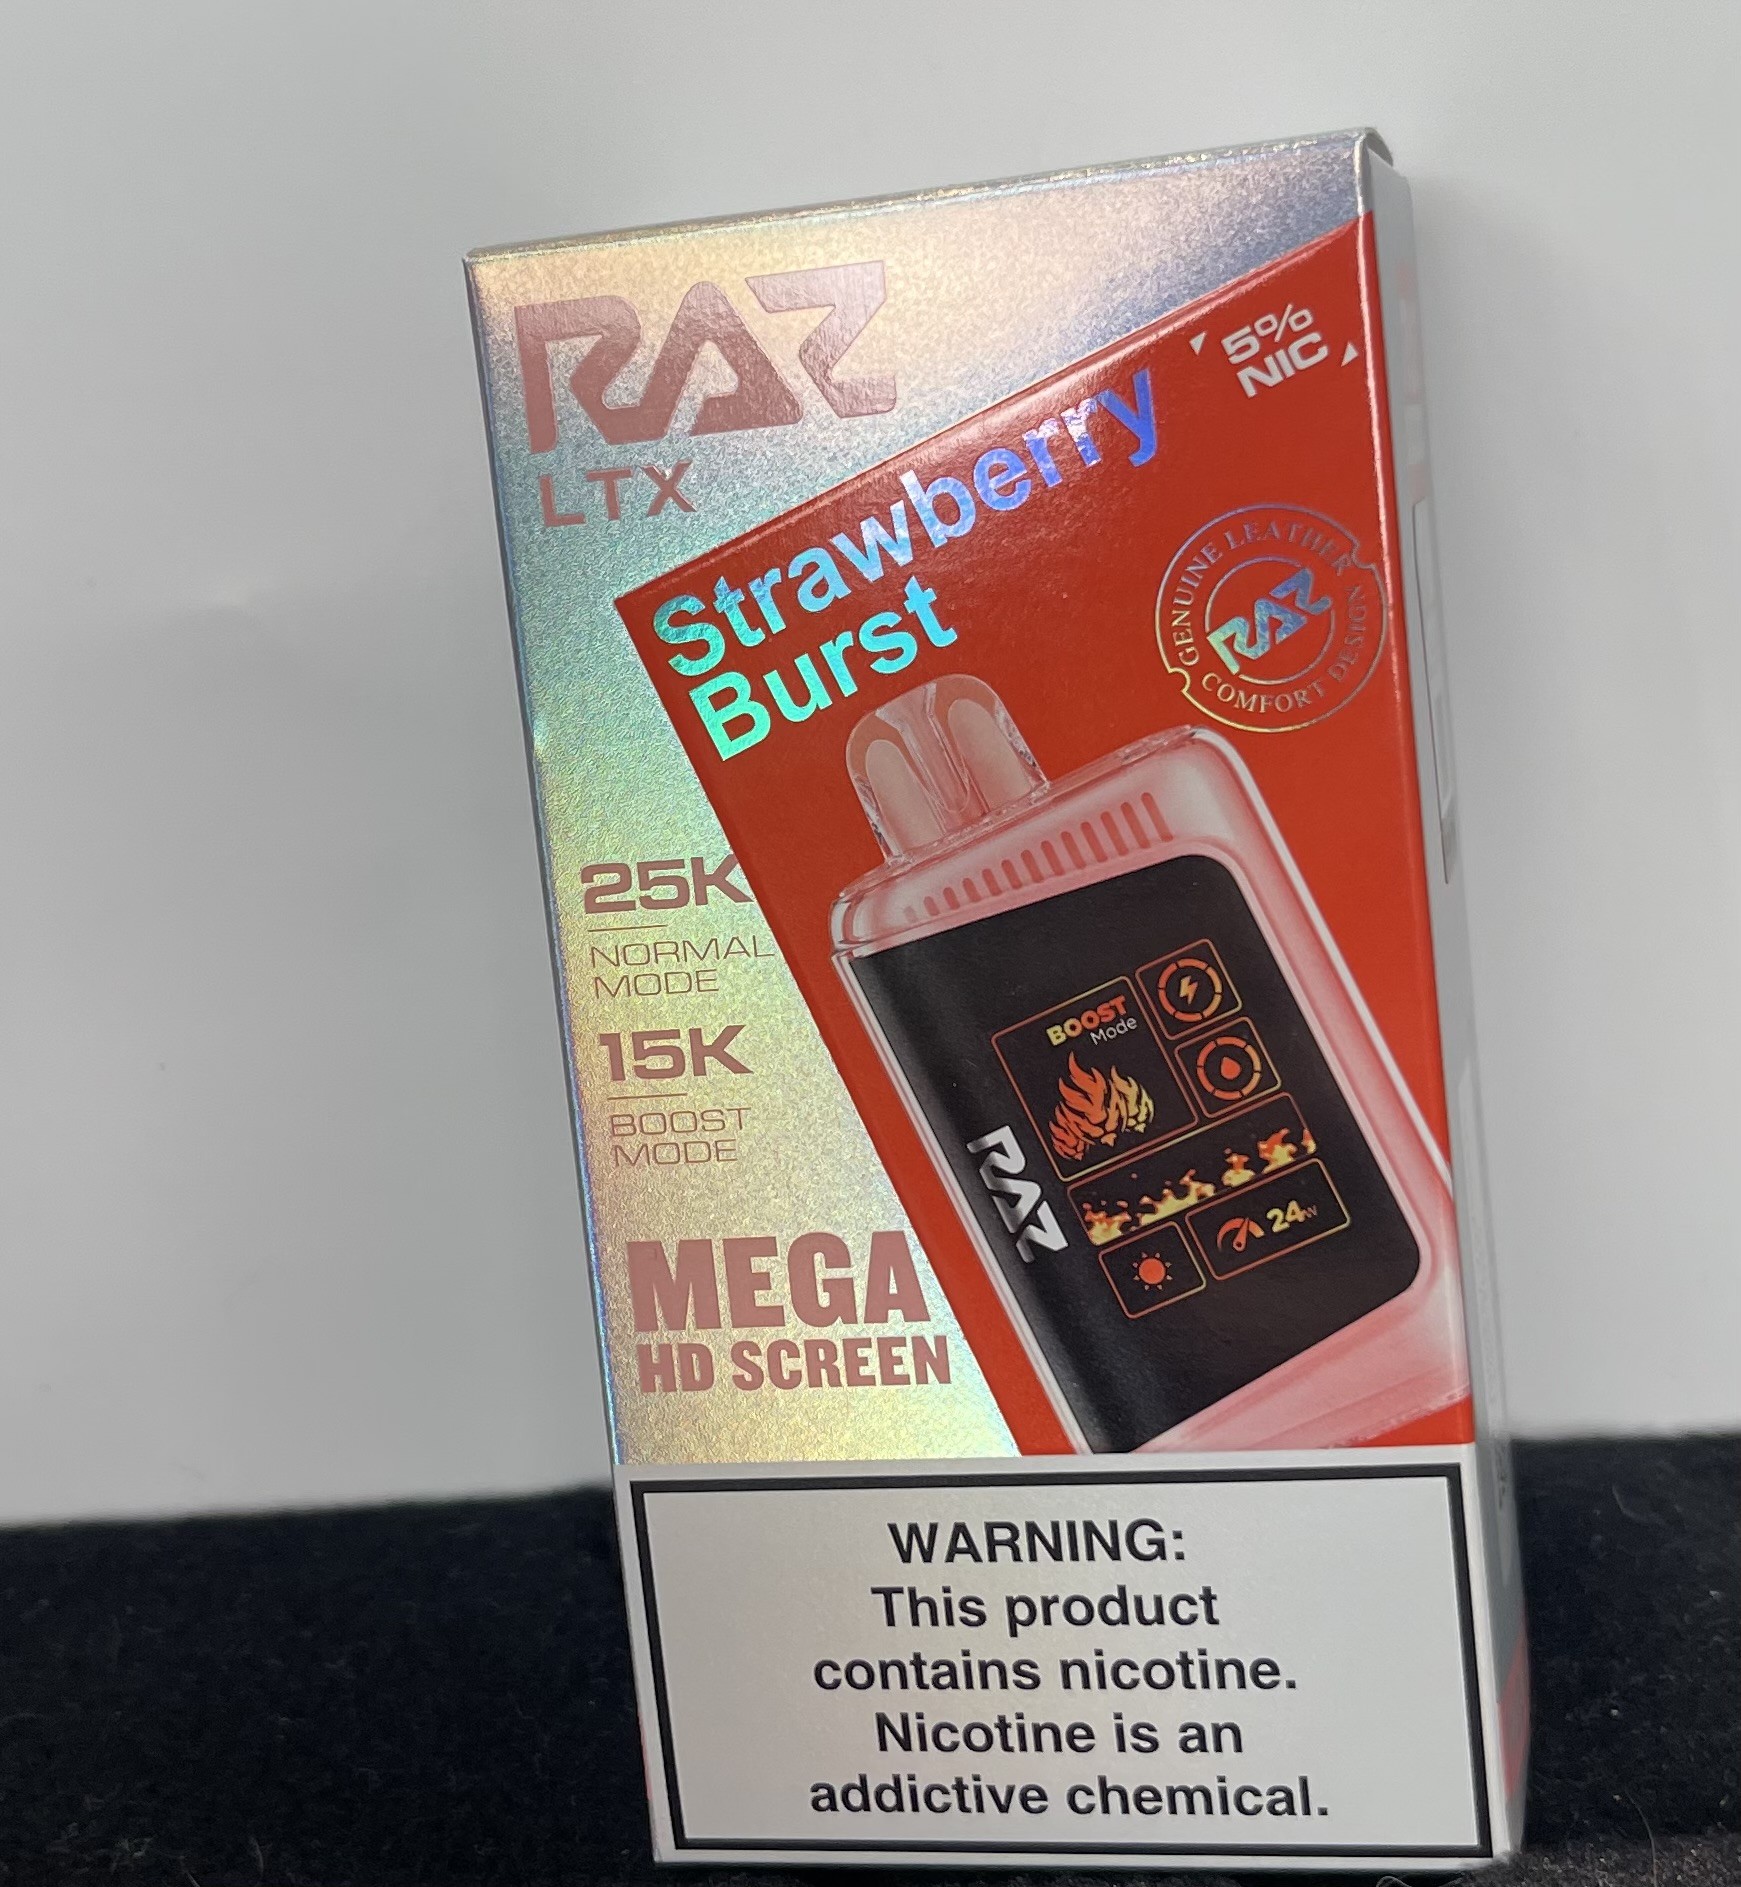 RAZ
LTX
5%
NIC
Strawberry
Burst
GENUINE LEATHER
RAZ
COMFORT DESIGN
25K
NORMAL
MODE
15K
BOOST
MODE
MEGA
HD SCREEN
BOOST
Mode
RAZ
24W
WARNING:
This product
contains nicotine.
Nicotine is an
addictive chemical.